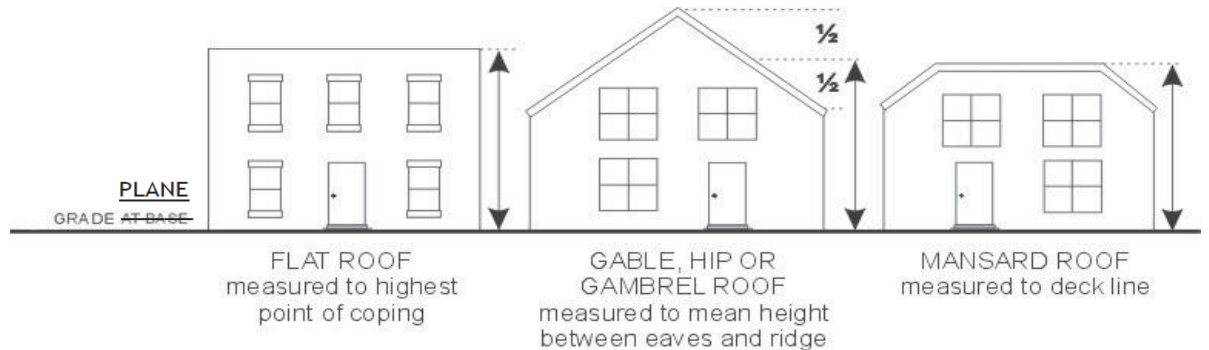 ½
½
PLANE
GRADE AT BASE
FLAT ROOF
measured to highest
point of coping
GABLE, HIP OR
GAMBREL ROOF
measured to mean height
between eaves and ridge
MANSARD ROOF
measured to deck line